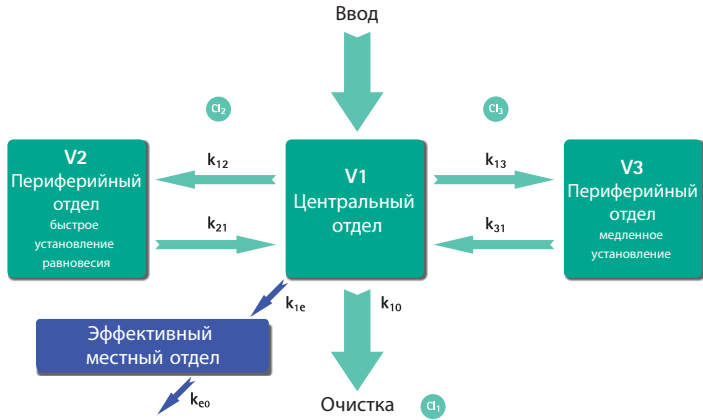 Ввод
Cl₂
Cl₃
V2
Периферийный
отдел
быстрое
установление
равновесия
k₁₂
k₂₁
V1
Центральный
отдел
k₁₃
k₃₁
V3
Периферийный
отдел
медленное
установление
k₁ₑ
k₁₀
Эффективный
местный отдел
kₑ₀
Очистка
Cl₁